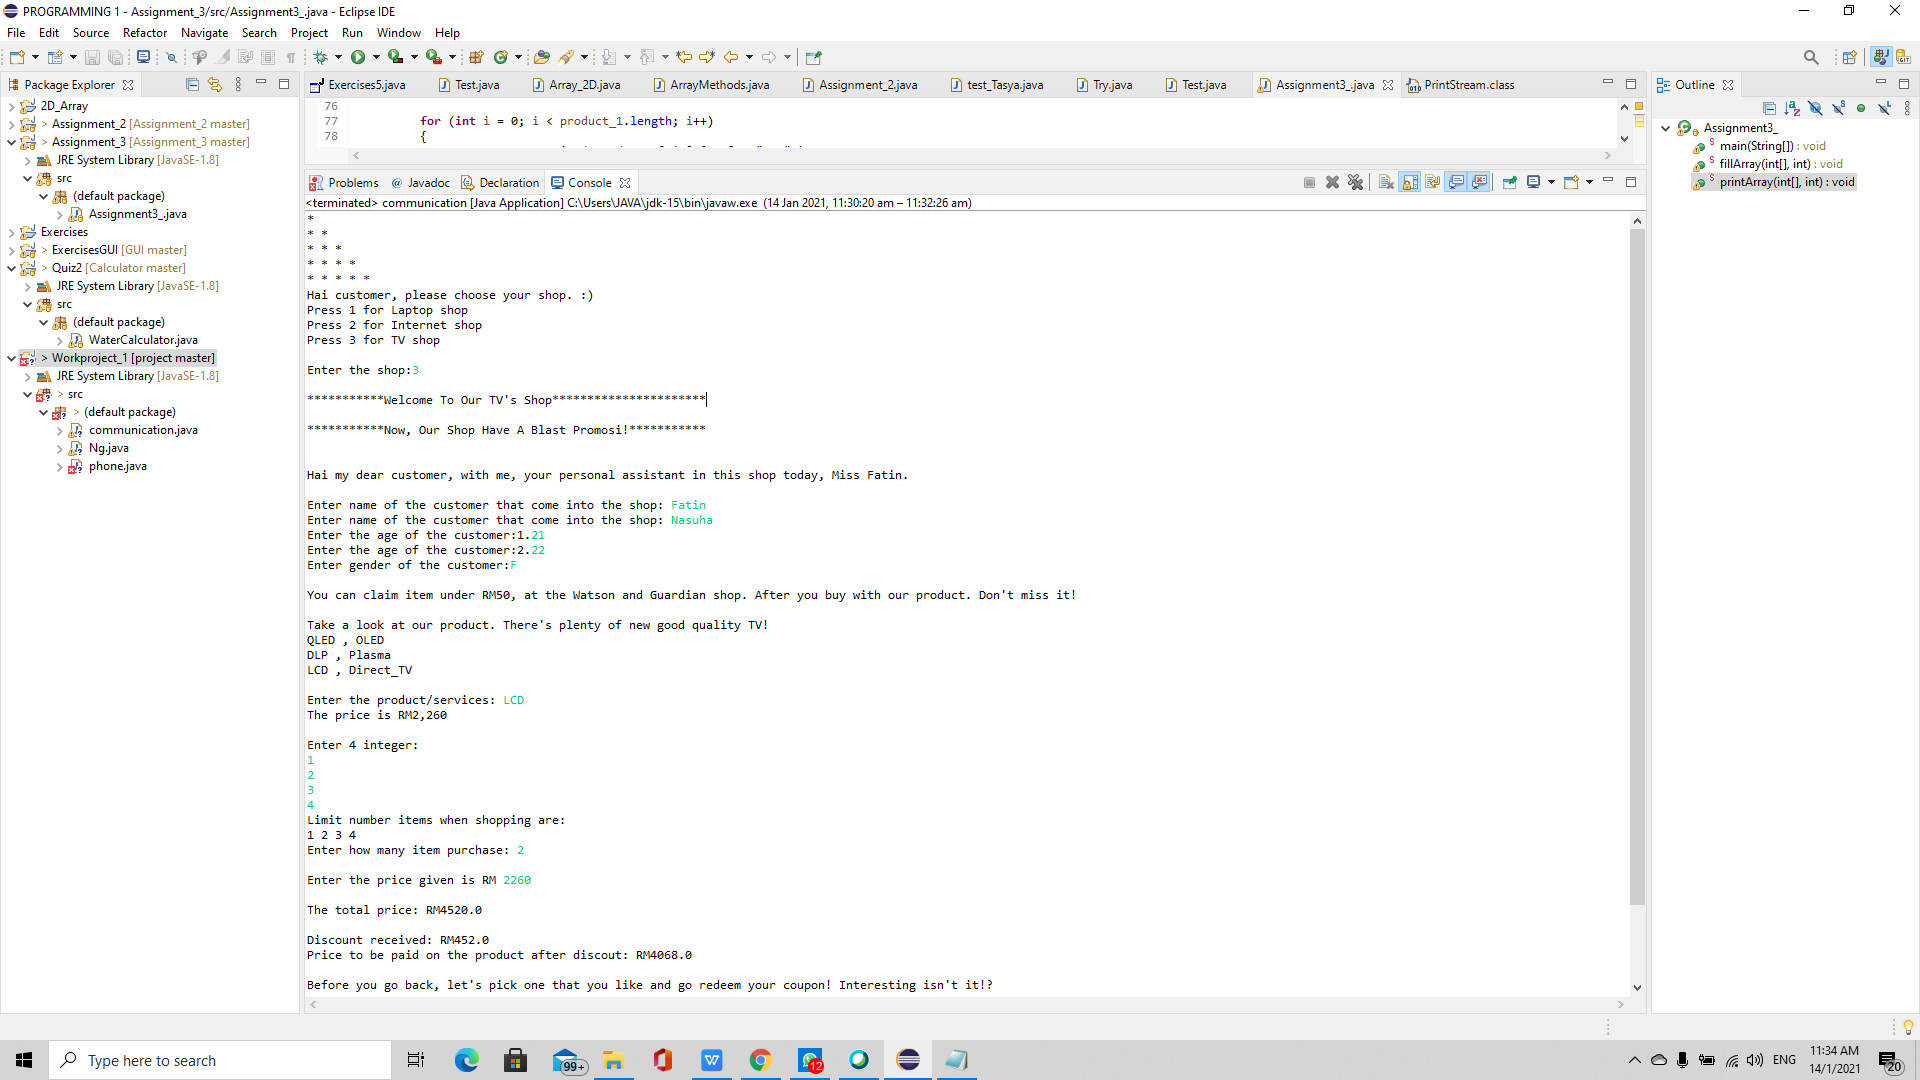 PROGRAMMING 1 - Assignment_3/src/Assignment3_.java - Eclipse IDE
File Edit Source Refactor Navigate Search Project Run Window Help
Package Explorer
2D_Array
> Assignment_2 [Assignment_2 master]
> Assignment_3 [Assignment_3 master]
JRE System Library [JavaSE-1.8]
src
(default package)
Assignment3_.java
Exercises
> ExercisesGUI [GUI master]
> Quiz2 [Calculator master]
JRE System Library [JavaSE-1.8]
src
(default package)
WaterCalculator.java
> Workproject_1 [project master]
JRE System Library [JavaSE-1.8]
> src
> (default package)
communication.java
Ng.java
phone.java
Exercises5.java Test.java Array_2D.java ArrayMethods.java Assignment_2.java test_Tasya.java Try.java Test.java Assignment3_.java PrintStream.class
76
77 for (int i = 0; i < product_1.length; i++)
78 {
Problems @ Javadoc Declaration Console
<terminated> communication [Java Application] C:\Users\JAVA\jdk-15\bin\javaw.exe (14 Jan 2021, 11:30:20 am – 11:32:26 am)
*
* *
* * *
* * * *
* * * * *
Hai customer, please choose your shop. :)
Press 1 for Laptop shop
Press 2 for Internet shop
Press 3 for TV shop
Enter the shop:3
***********Welcome To Our TV's Shop**********************
***********Now, Our Shop Have A Blast Promosi!***********
Hai my dear customer, with me, your personal assistant in this shop today, Miss Fatin.
Enter name of the customer that come into the shop: Fatin
Enter name of the customer that come into the shop: Nasuha
Enter the age of the customer:1.21
Enter the age of the customer:2.22
Enter gender of the customer:F
You can claim item under RM50, at the Watson and Guardian shop. After you buy with our product. Don't miss it!
Take a look at our product. There's plenty of new good quality TV!
QLED , OLED
DLP , Plasma
LCD , Direct_TV
Enter the product/services: LCD
The price is RM2,260
Enter 4 integer:
1
2
3
4
Limit number items when shopping are:
1 2 3 4
Enter how many item purchase: 2
Enter the price given is RM 2260
The total price: RM4520.0
Discount received: RM452.0
Price to be paid on the product after discout: RM4068.0
Before you go back, let's pick one that you like and go redeem your coupon! Interesting isn't it!?
Outline
Assignment3_
main(String[]) : void
fillArray(int[], int) : void
printArray(int[], int) : void
Type here to search
99+
12
ENG
11:34 AM
14/1/2021
20